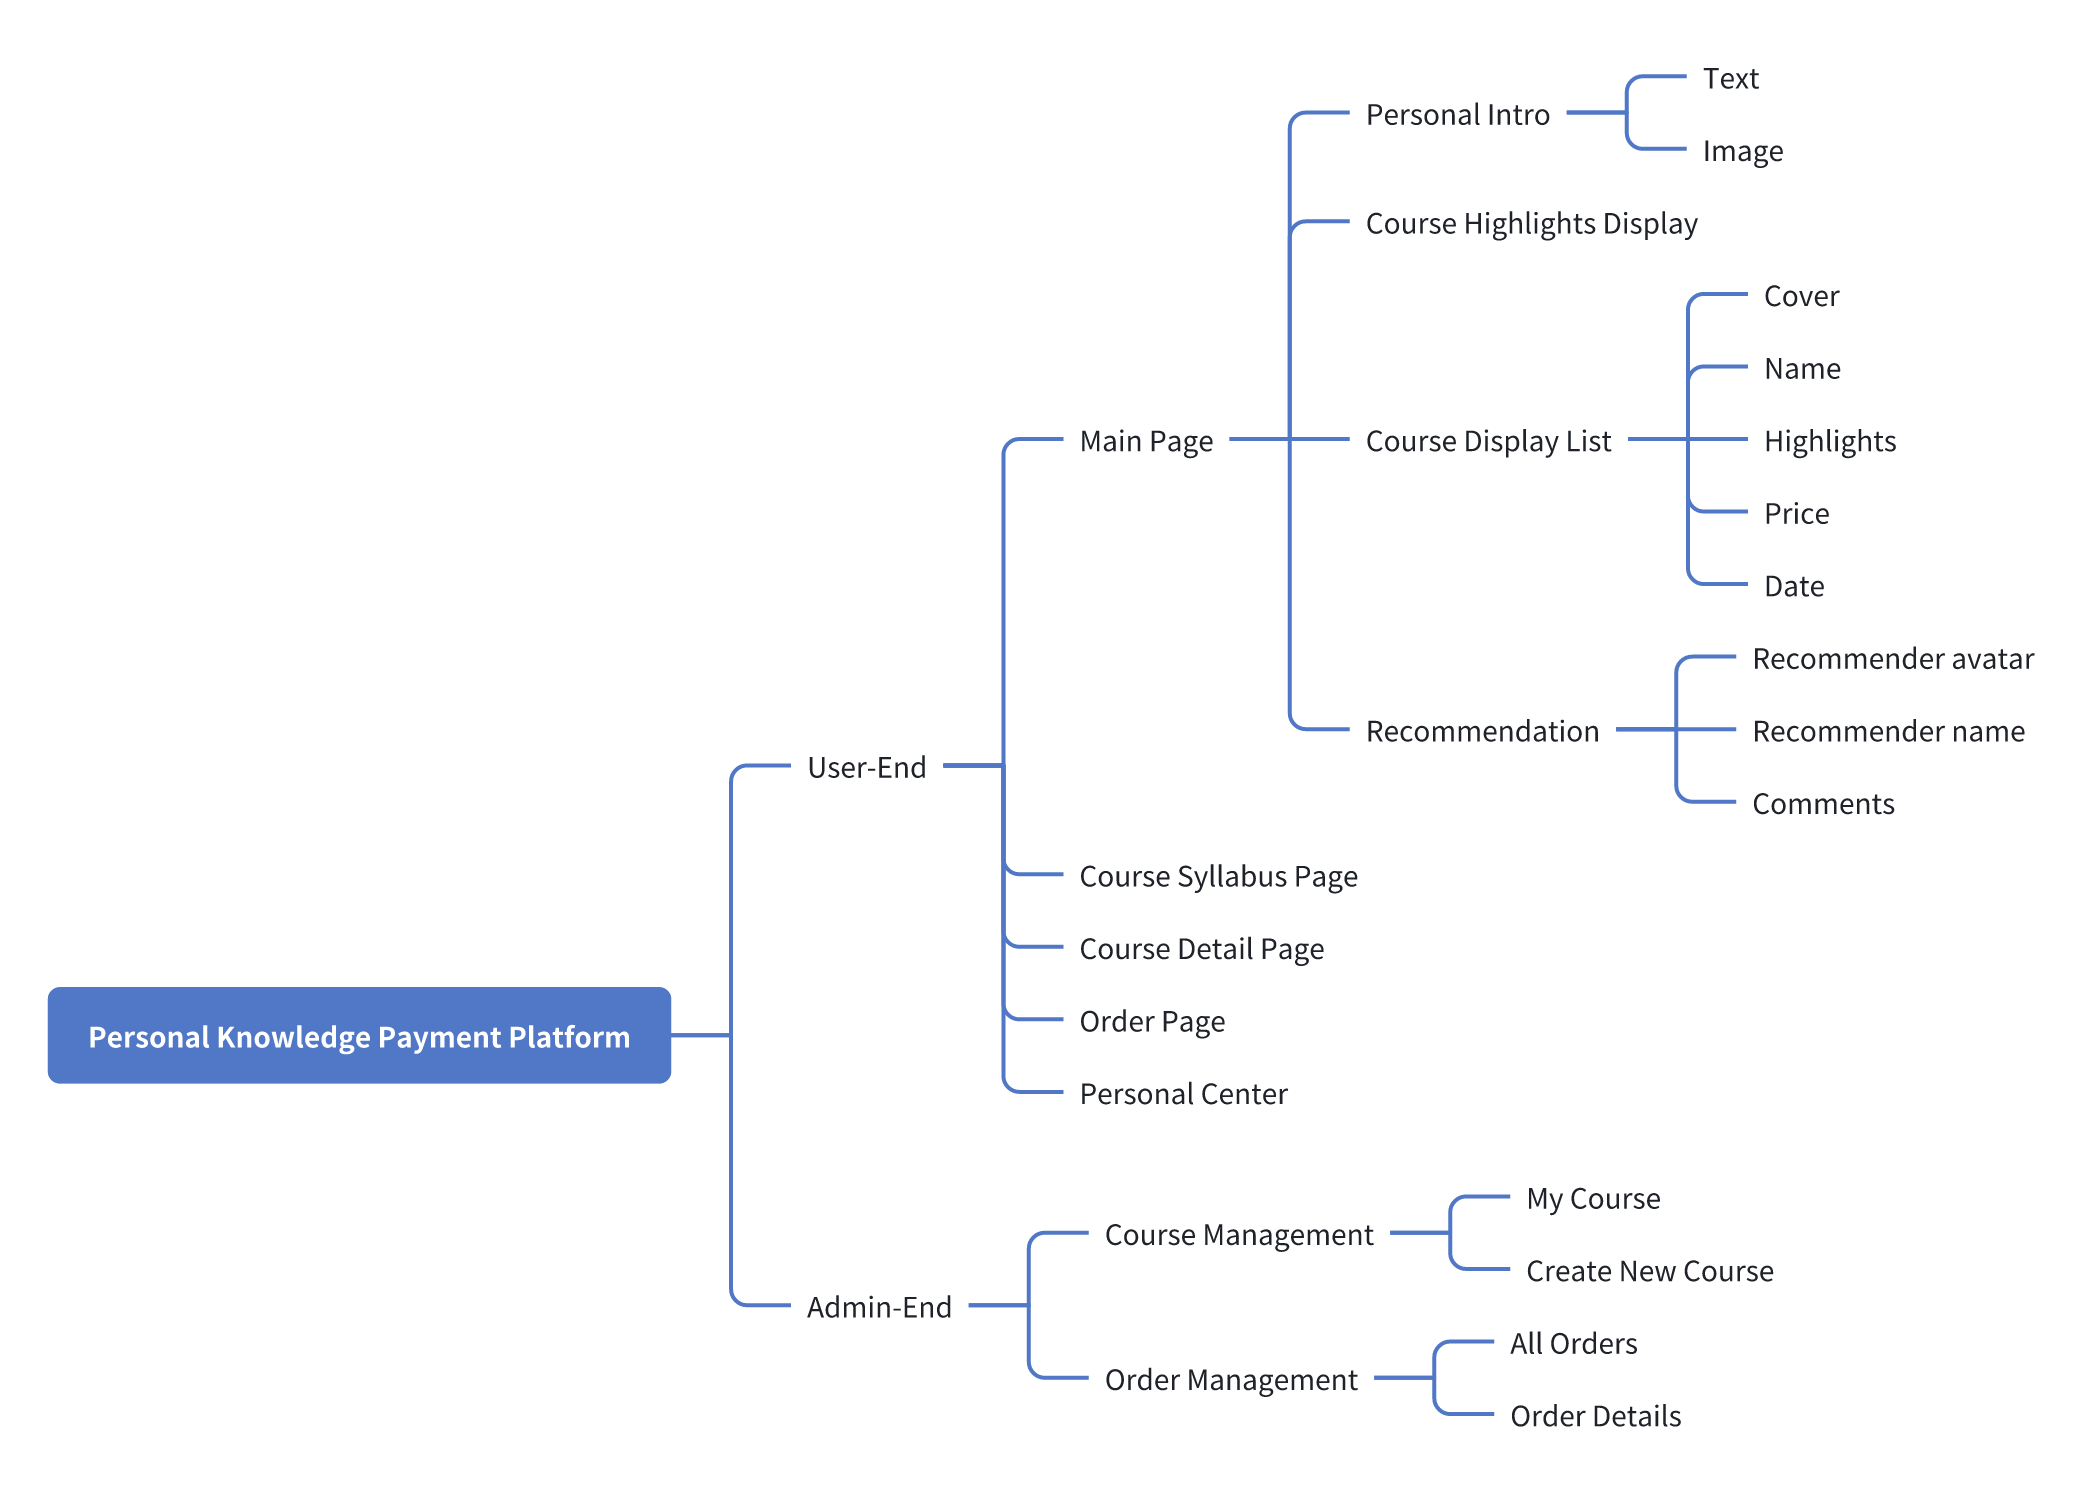 Personal Knowledge Payment Platform
User-End
Main Page
Personal Intro
Text
Image
Course Highlights Display
Course Display List
Cover
Name
Highlights
Price
Date
Recommendation
Recommender avatar
Recommender name
Comments
Course Syllabus Page
Course Detail Page
Order Page
Personal Center
Admin-End
Course Management
My Course
Create New Course
Order Management
All Orders
Order Details